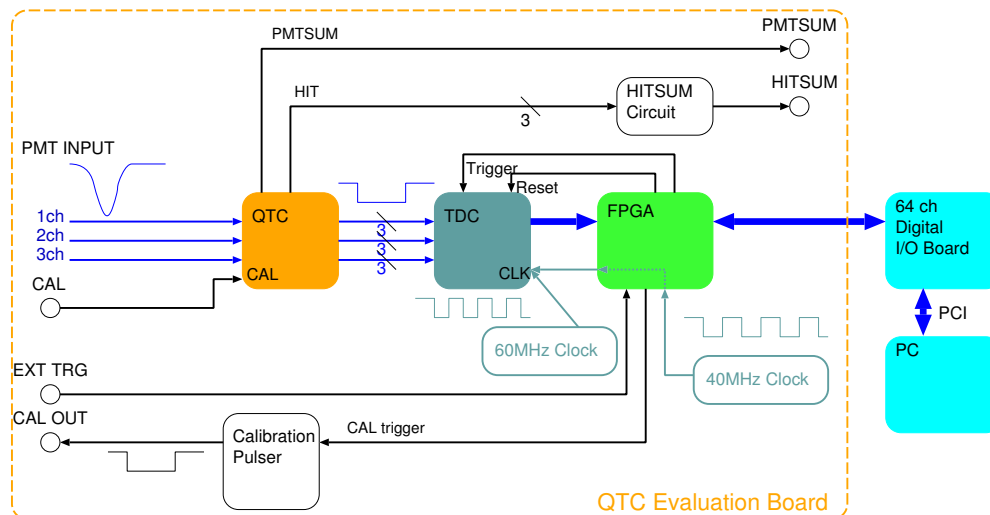 PMTSUM
PMTSUM
HIT
HITSUM
Circuit
HITSUM
3
PMT INPUT
Trigger
Reset
1ch
2ch
3ch
QTC
CAL
3
3
3
TDC
CLK
FPGA
64 ch
Digital
I/O Board
CAL
PCI
60MHz Clock
40MHz Clock
PC
EXT TRG
CAL OUT
CAL trigger
Calibration
Pulser
QTC Evaluation Board